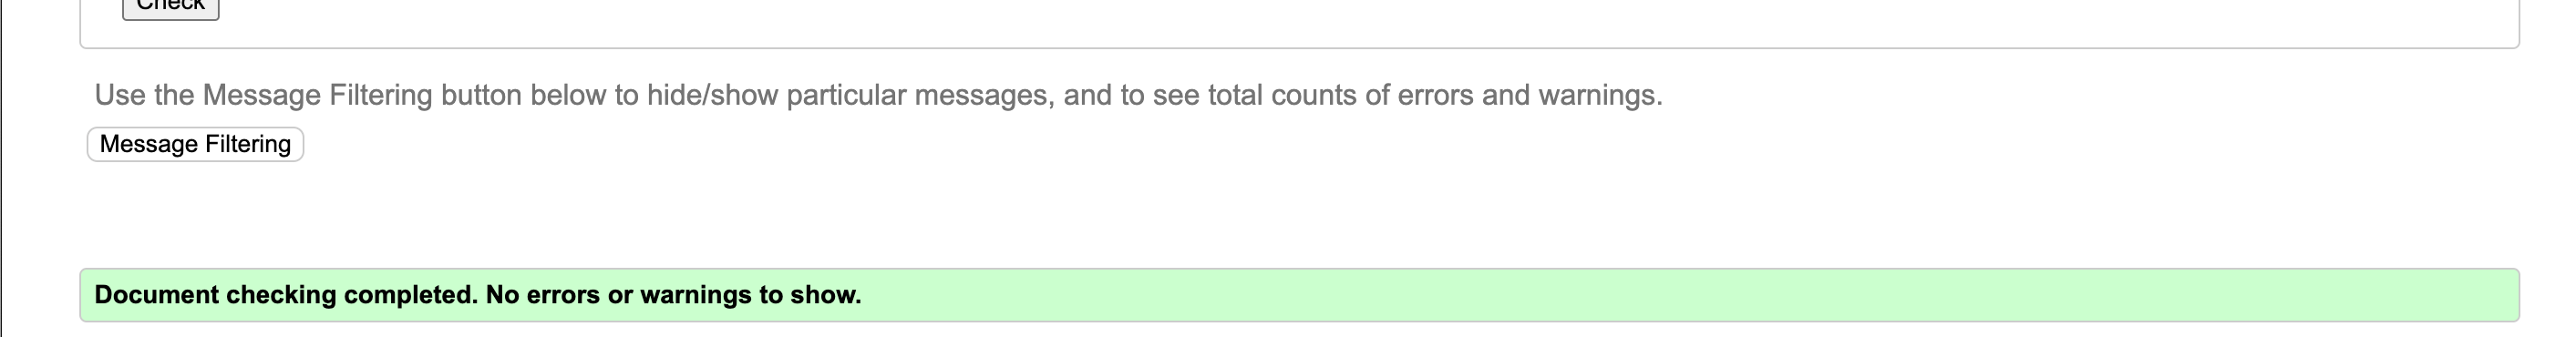 Check
Use the Message Filtering button below to hide/show particular messages, and to see total counts of errors and warnings.
Message Filtering
Document checking completed. No errors or warnings to show.